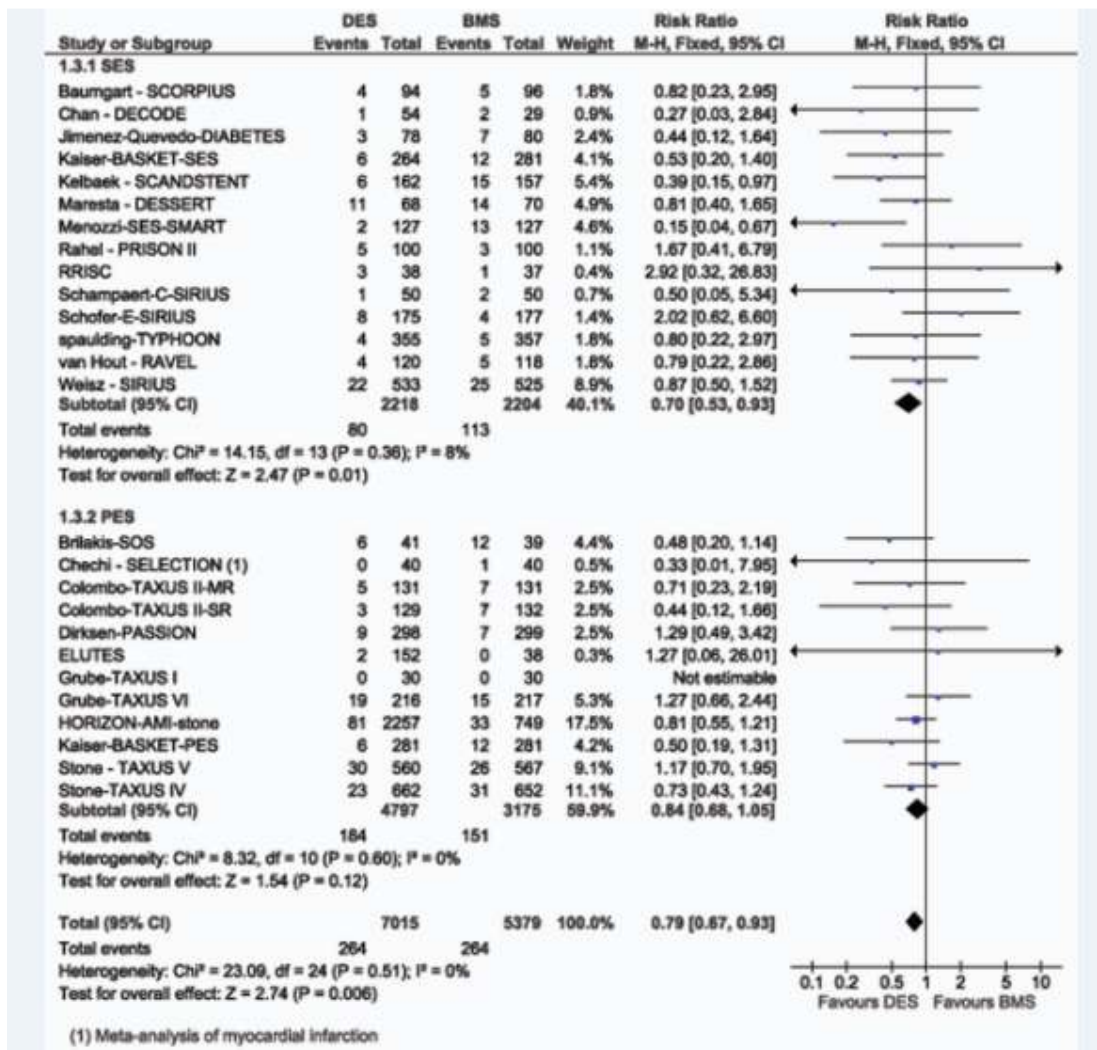 DES BMS Risk Ratio Risk Ratio
Study or Subgroup Events Total Events Total Weight M-H, Fixed, 95% CI M-H, Fixed, 95% CI
1.3.1 SES
Baumgart - SCORPIUS 4 94 5 96 1.8% 0.82 [0.23, 2.95]
Chan - DECODE 1 54 2 29 0.9% 0.27 [0.03, 2.84]
Jimenez-Quevedo-DIABETES 3 78 7 80 2.4% 0.44 [0.12, 1.64]
Kaiser-BASKET-SES 6 264 12 281 4.1% 0.53 [0.20, 1.40]
Kelbaek - SCANDSTENT 6 162 15 157 5.4% 0.39 [0.15, 0.97]
Maresta - DESSERT 11 68 14 70 4.9% 0.81 [0.40, 1.65]
Menozzi-SES-SMART 2 127 13 127 4.6% 0.15 [0.04, 0.67]
Rahel - PRISON II 5 100 3 100 1.1% 1.67 [0.41, 6.79]
RRISC 3 38 1 37 0.4% 2.92 [0.32, 26.83]
Schampaert-C-SIRIUS 1 50 2 50 0.7% 0.50 [0.05, 5.34]
Schofer-E-SIRIUS 8 175 4 177 1.4% 2.02 [0.62, 6.60]
spaulding-TYPHOON 4 355 5 357 1.8% 0.80 [0.22, 2.97]
van Hout - RAVEL 4 120 5 118 1.8% 0.79 [0.22, 2.86]
Weisz - SIRIUS 22 533 25 525 8.9% 0.87 [0.50, 1.52]
Subtotal (95% CI) 2218 2204 40.1% 0.70 [0.53, 0.93]
Total events 80 113
Heterogeneity: Chi² = 14.15, df = 13 (P = 0.36); I² = 8%
Test for overall effect: Z = 2.47 (P = 0.01)
1.3.2 PES
Brilakis-SOS 6 41 12 39 4.4% 0.48 [0.20, 1.14]
Chechi - SELECTION (1) 0 40 1 40 0.5% 0.33 [0.01, 7.95]
Colombo-TAXUS II-MR 5 131 7 131 2.5% 0.71 [0.23, 2.19]
Colombo-TAXUS II-SR 3 129 7 132 2.5% 0.44 [0.12, 1.66]
Dirksen-PASSION 9 298 7 299 2.5% 1.29 [0.49, 3.42]
ELUTES 2 152 0 38 0.3% 1.27 [0.06, 26.01]
Grube-TAXUS I 0 30 0 30 Not estimable
Grube-TAXUS VI 19 216 15 217 5.3% 1.27 [0.66, 2.44]
HORIZON-AMI-stone 81 2257 33 749 17.5% 0.81 [0.55, 1.21]
Kaiser-BASKET-PES 6 281 12 281 4.2% 0.50 [0.19, 1.31]
Stone - TAXUS V 30 560 26 567 9.1% 1.17 [0.70, 1.95]
Stone-TAXUS IV 23 662 31 652 11.1% 0.73 [0.43, 1.24]
Subtotal (95% CI) 4797 3175 59.9% 0.84 [0.68, 1.05]
Total events 184 151
Heterogeneity: Chi² = 8.32, df = 10 (P = 0.60); I² = 0%
Test for overall effect: Z = 1.54 (P = 0.12)
Total (95% CI) 7015 5379 100.0% 0.79 [0.67, 0.93]
Total events 264 264
Heterogeneity: Chi² = 23.09, df = 24 (P = 0.51); I² = 0%
Test for overall effect: Z = 2.74 (P = 0.006)
0.1 0.2 0.5 1 2 5 10
Favours DES Favours BMS
(1) Meta-analysis of myocardial infarction